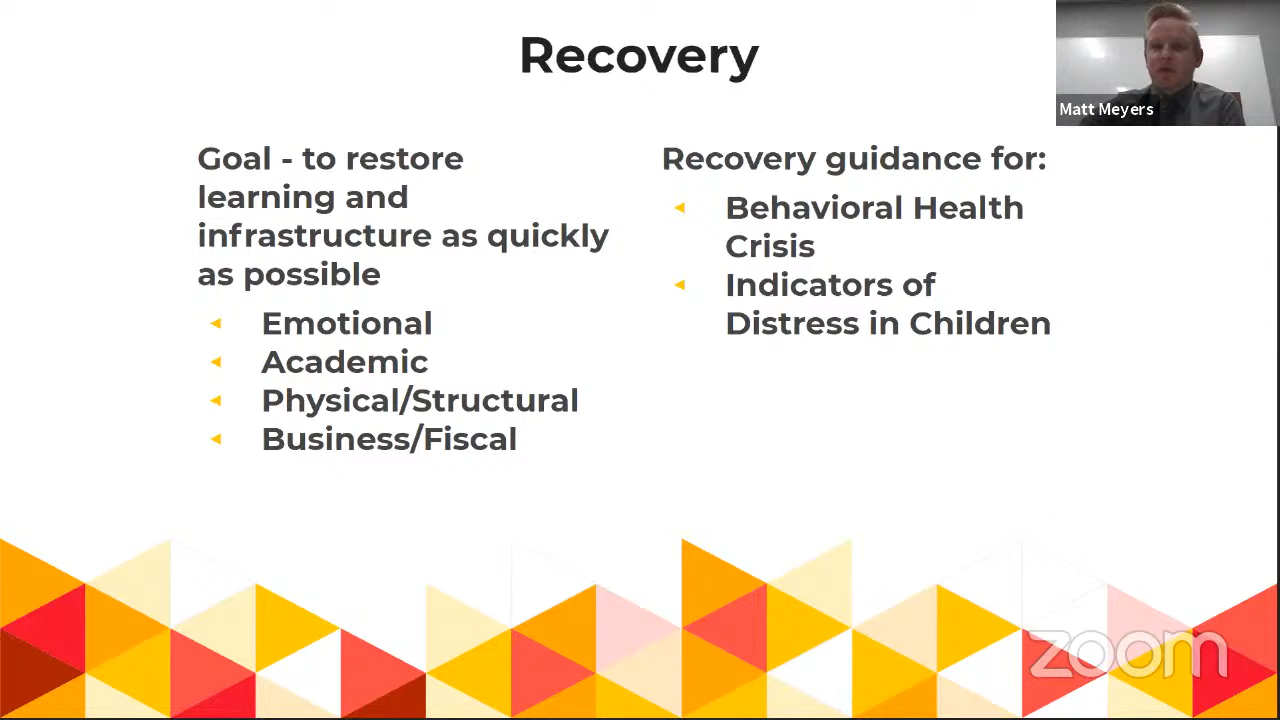 Recovery
Matt Meyers
Goal - to restore
learning and
infrastructure as quickly
as possible
Emotional
Academic
Physical/Structural
Business/Fiscal
Recovery guidance for:
Behavioral Health
Crisis
Indicators of
Distress in Children
zoom